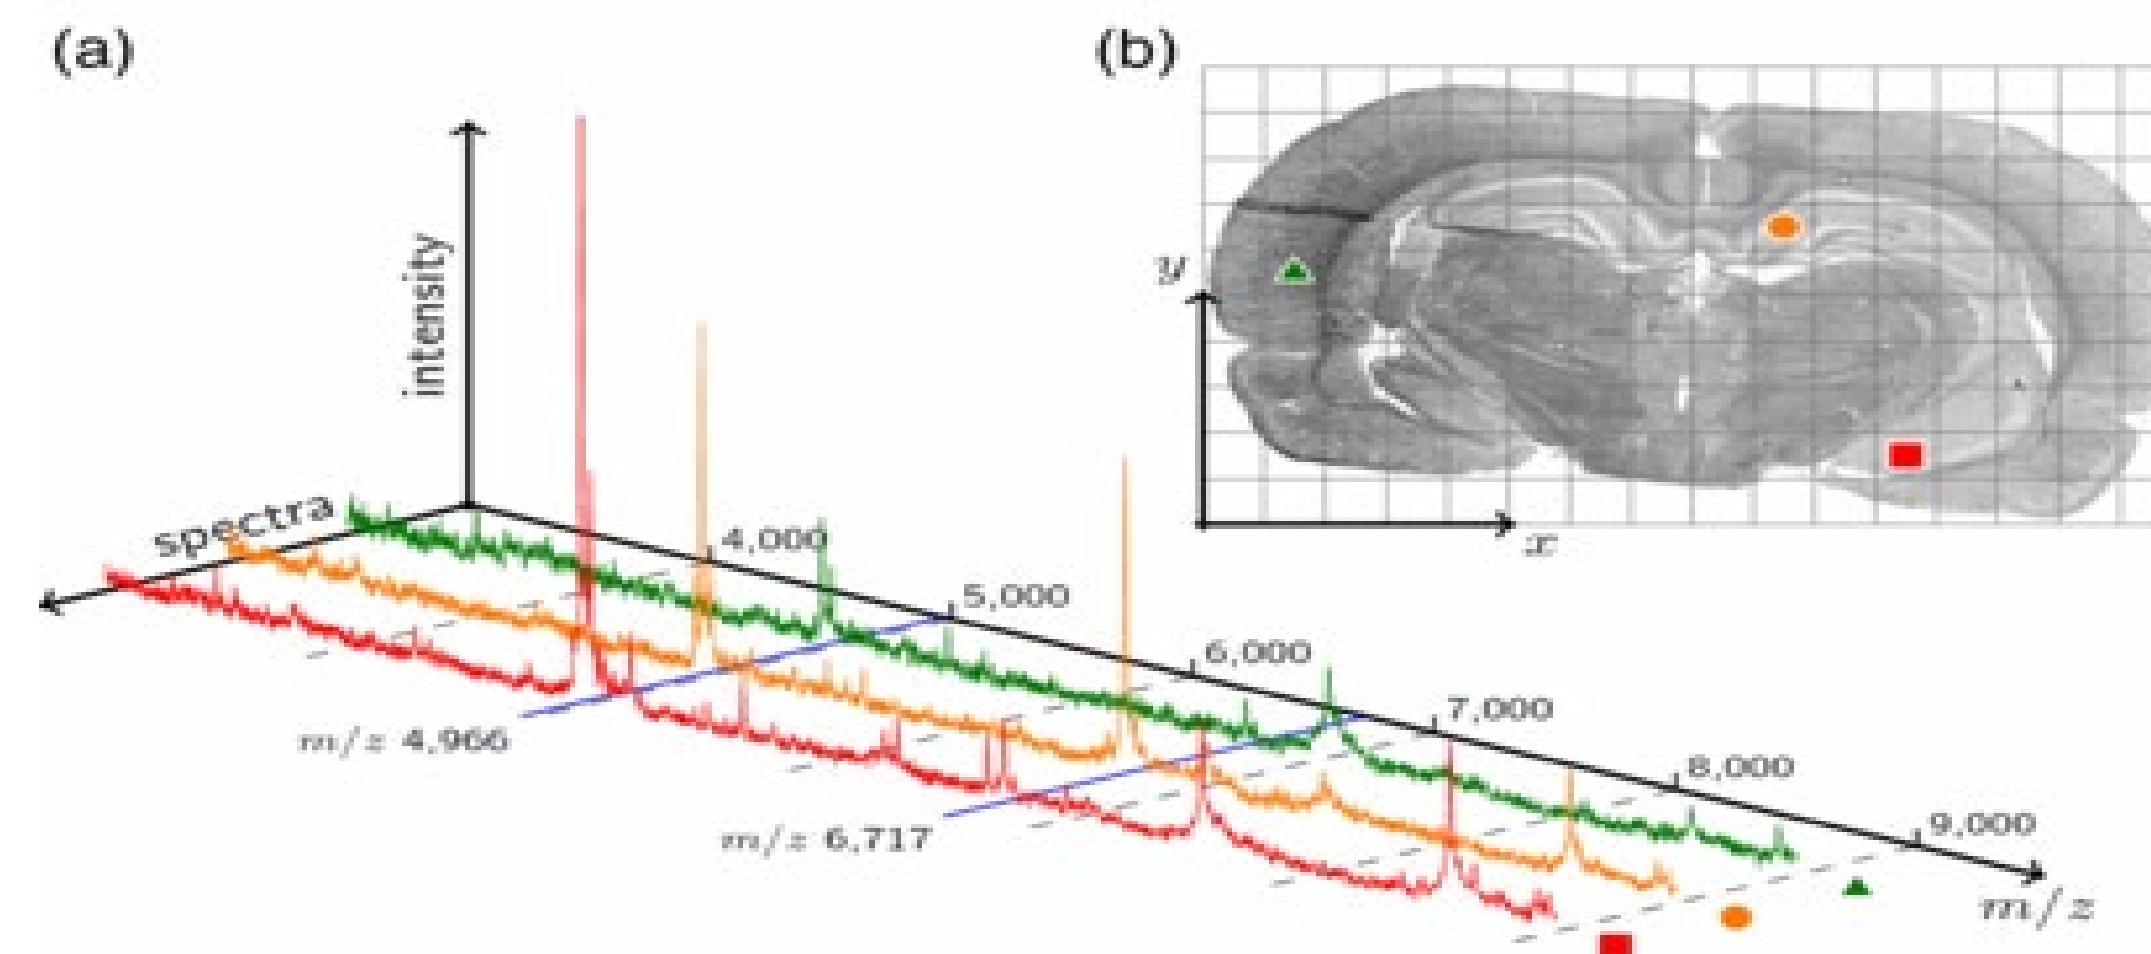 (a)
intensity
spectra
4,000
5,000
6,000
7,000
8,000
9,000
m/z
m/z 4,966
m/z 6,717
(b)
y
x